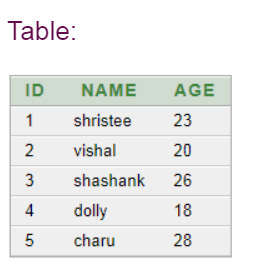 Table:
ID NAME AGE
1 shristee 23
2 vishal 20
3 shashank 26
4 dolly 18
5 charu 28